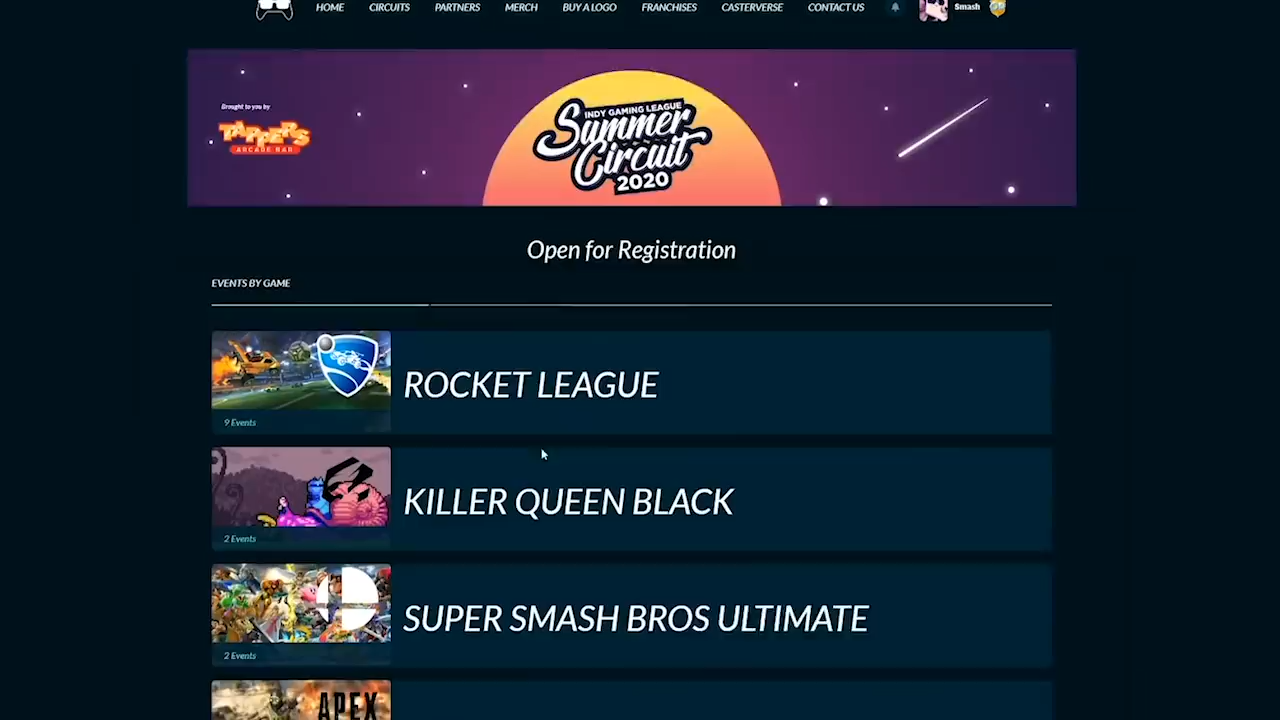 HOME CIRCUITS PARTNERS MERCH BUY A LOGO FRANCHISES CASTERVERSE CONTACT US Smash
Brought to you by
TAPPERS
ARCADE BAR
INDY GAMING LEAGUE
Summer
Circuit
2020
Open for Registration
EVENTS BY GAME
ROCKET LEAGUE
9 Events
KILLER QUEEN BLACK
2 Events
SUPER SMASH BROS ULTIMATE
2 Events
APEX